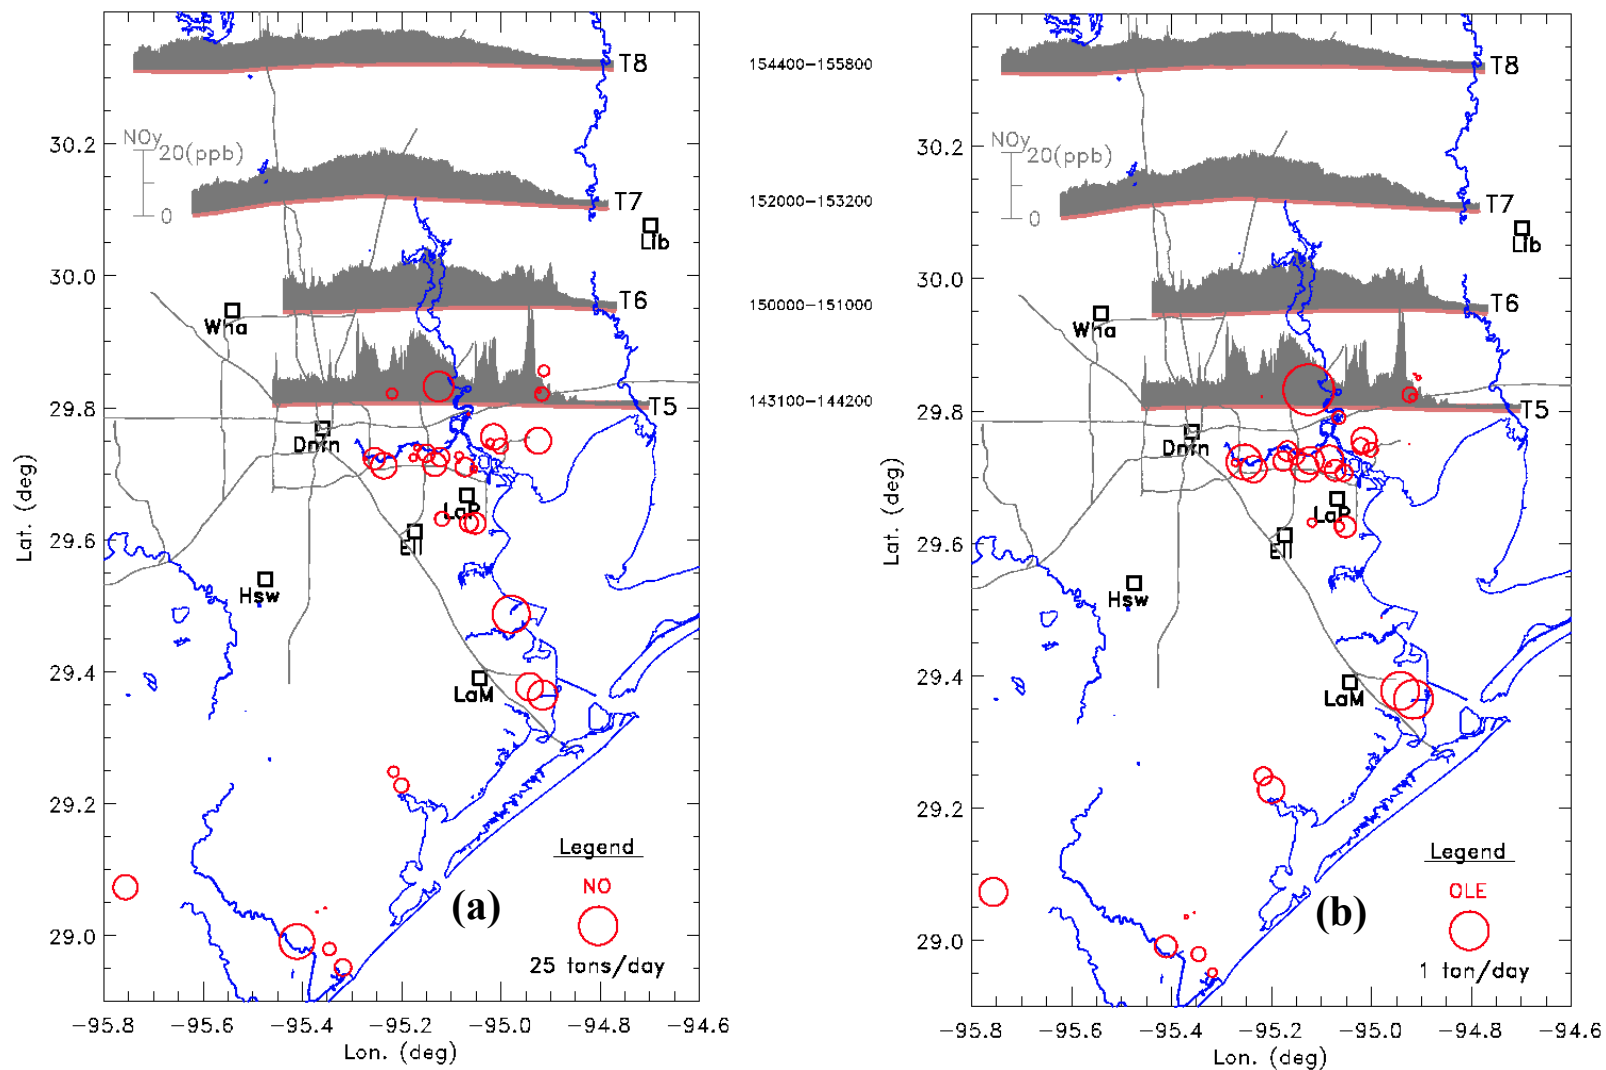 T8
154400−155800
T8
NOy
20(ppb)
0
30.2
T7
152000−153200
NOy
20(ppb)
0
30.2
T7
Lib
Lib
30.0
T6
150000−151000
30.0
T6
Wha
Wha
29.8
T5
143100−144200
29.8
T5
Dnrn
Dnrn
LaP
LaP
29.6
Ell
29.6
Ell
Hsw
Hsw
Lat. (deg)
Lat. (deg)
29.4
LaM
29.4
LaM
29.2
29.2
Legend
NO
25 tons/day
(a)
Legend
OLE
1 ton/day
(b)
29.0
29.0
−95.8
−95.6
−95.4
−95.2
−95.0
−94.8
−94.6
Lon. (deg)
−95.8
−95.6
−95.4
−95.2
−95.0
−94.8
−94.6
Lon. (deg)